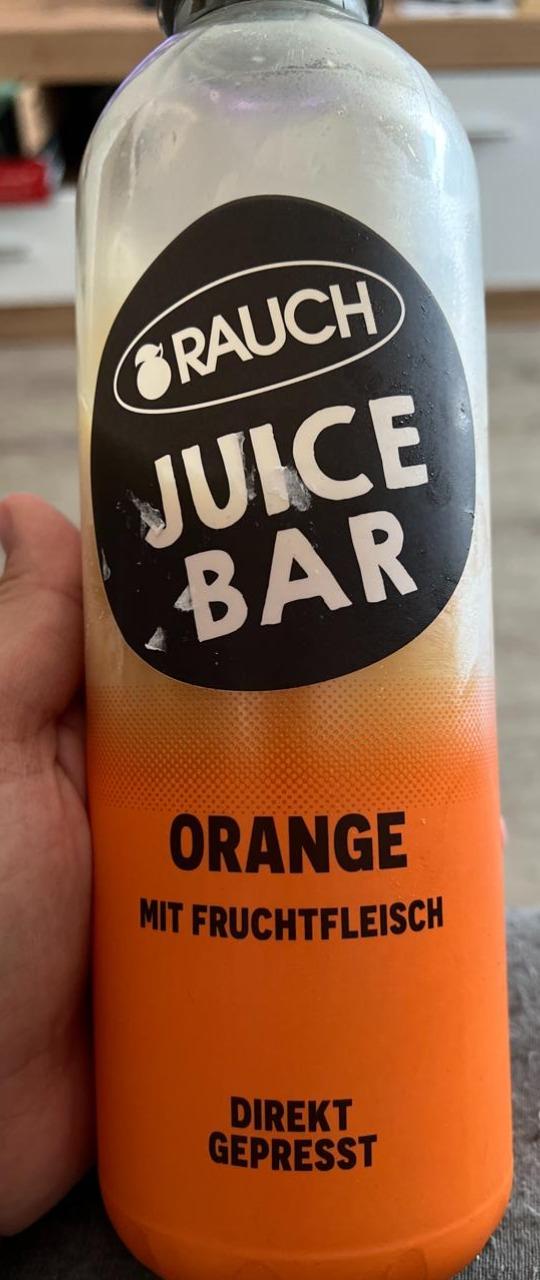 RAUCH
JUICE
BAR
ORANGE
MIT FRUCHTFLEISCH
DIREKT
GEPRESST